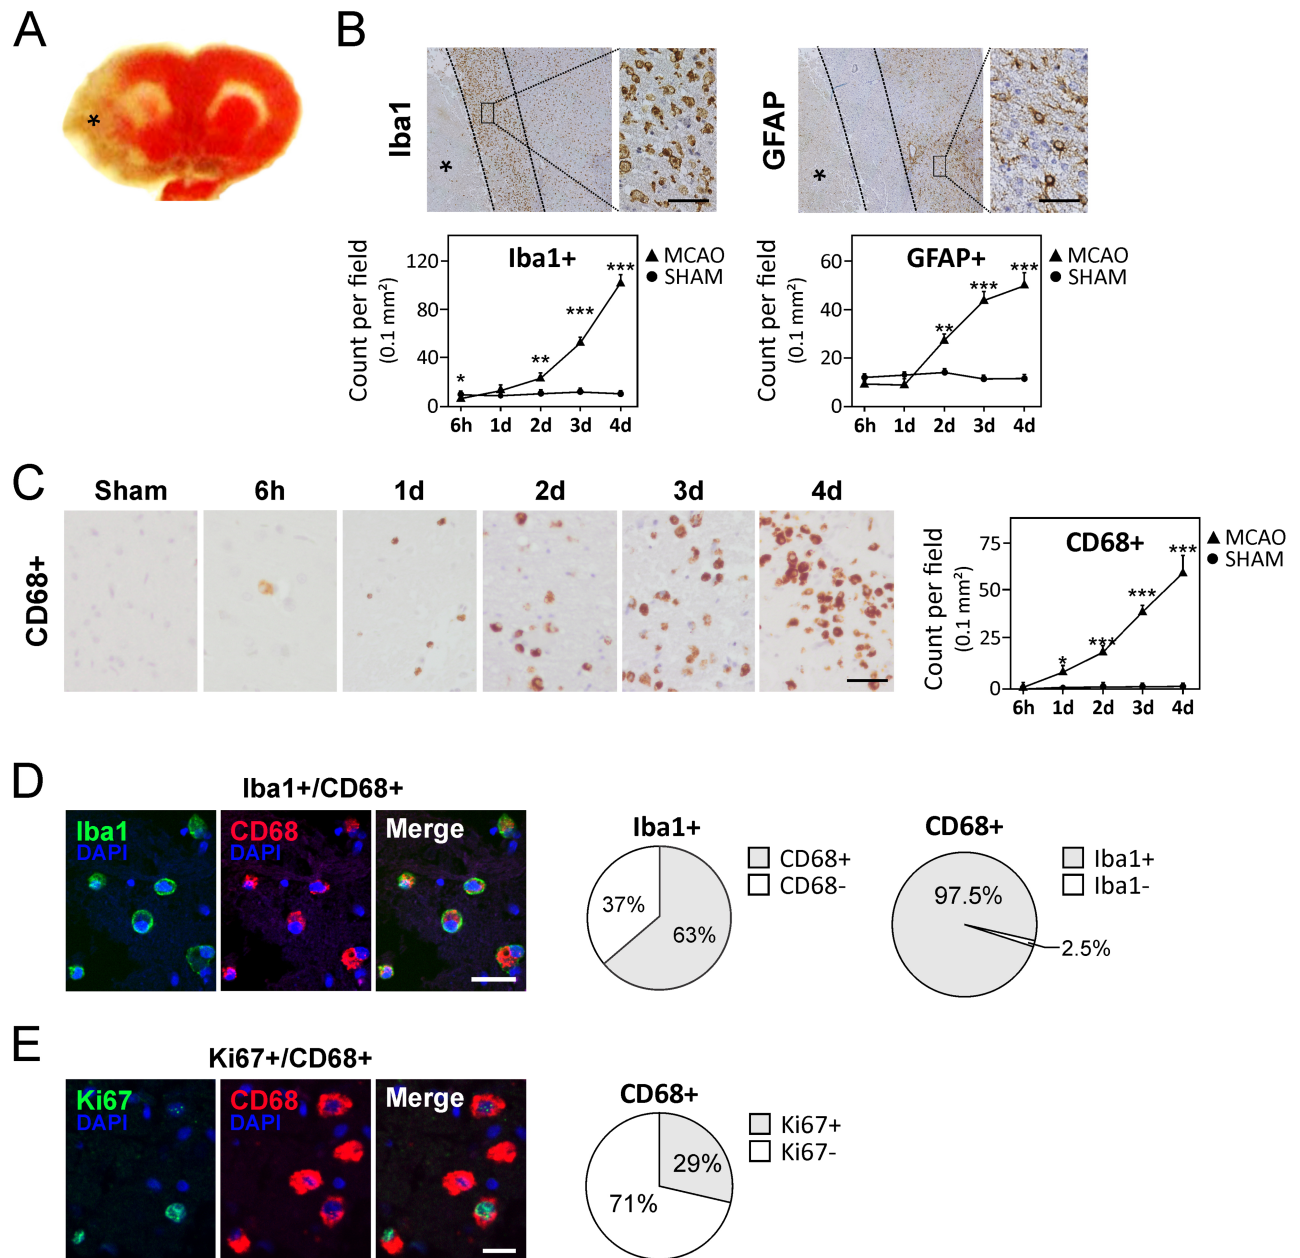 A
*
B
Iba1
*
GFAP
*
Count per field
(0.1 mm²)
120
80
40
0
Iba1+
*
**
***
***
6h 1d 2d 3d 4d
MCAO
SHAM
Count per field
(0.1 mm²)
60
40
20
0
GFAP+
**
***
***
6h 1d 2d 3d 4d
MCAO
SHAM
C
Sham 6h 1d 2d 3d 4d
CD68+
Count per field
(0.1 mm²)
75
50
25
0
CD68+
*
***
***
***
6h 1d 2d 3d 4d
MCAO
SHAM
D
Iba1+/CD68+
Iba1
DAPI
CD68
DAPI
Merge
Iba1+
37%
63%
CD68+
CD68-
CD68+
97.5%
2.5%
Iba1+
Iba1-
E
Ki67+/CD68+
Ki67
DAPI
CD68
DAPI
Merge
CD68+
29%
71%
Ki67+
Ki67-